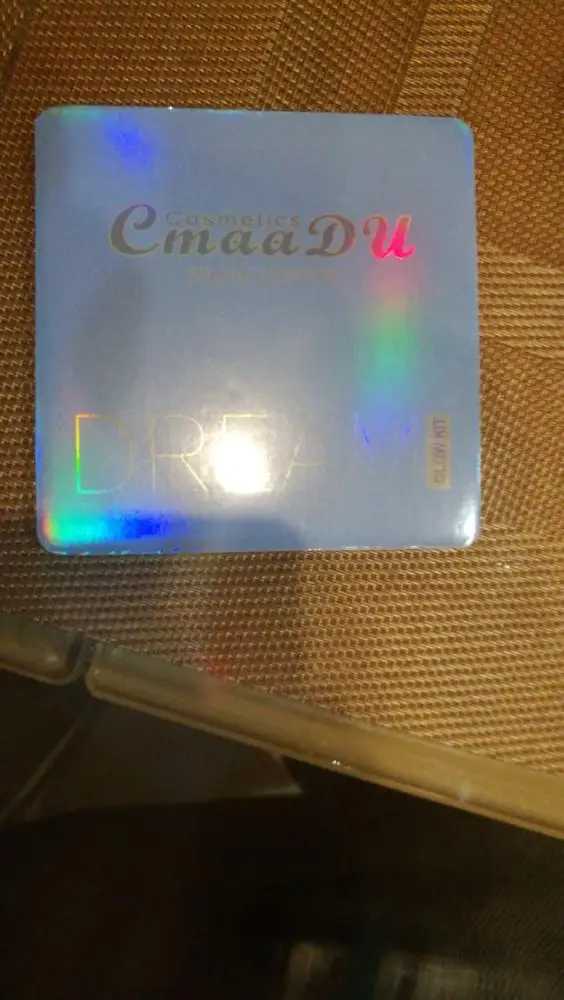 Cosmetics
CmaaDU
DREAM
GLOW KIT